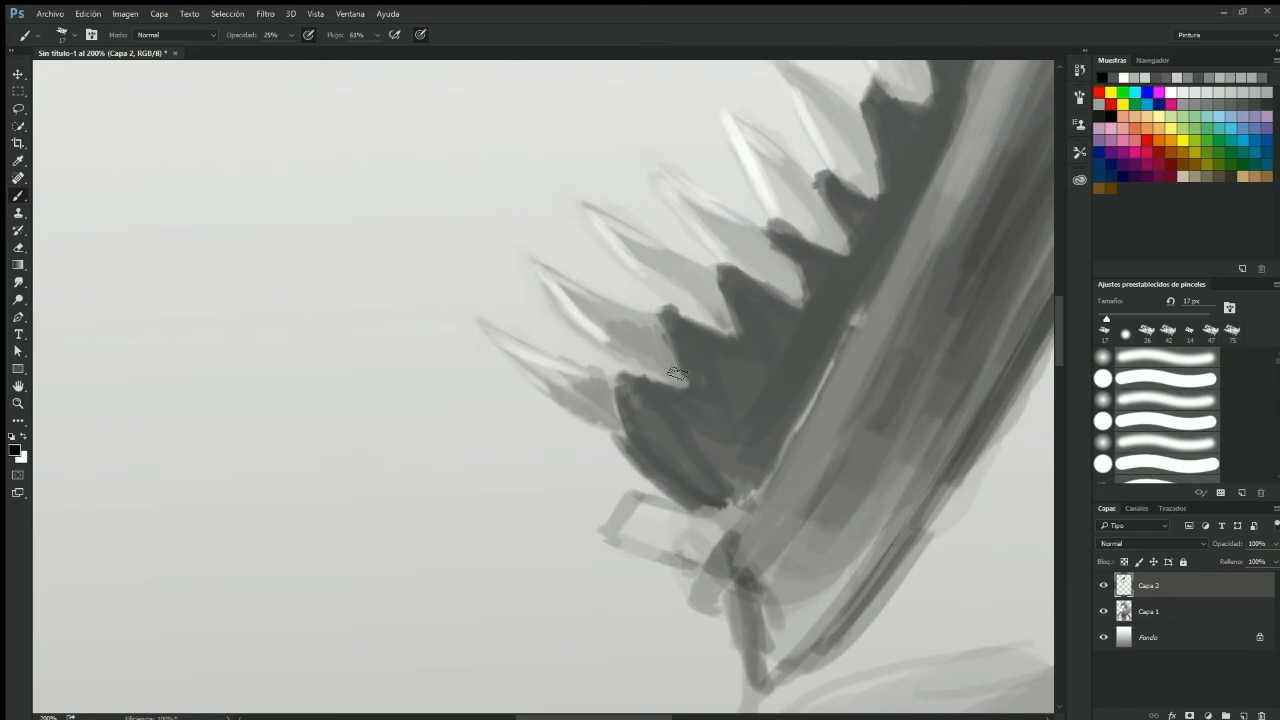 Ps Archivo Edición Imagen Capa Texto Selección Filtro 3D Vista Ventana Ayuda
17 Modo: Normal Opacidad: 25% Flujo: 61% Pintura
Sin título-1 al 200% (Capa 2, RGB/8) * ×
Muestras Navegador
Ajustes preestablecidos de pinceles
Tamaño: 17 px
17 26 42 14 47 75
Capas Canales Trazados
Tipo
Normal Opacidad: 100%
Bloq.: Relleno: 100%
Capa 2
Capa 1
Fondo
200% Eficiencia: 100%*
fx